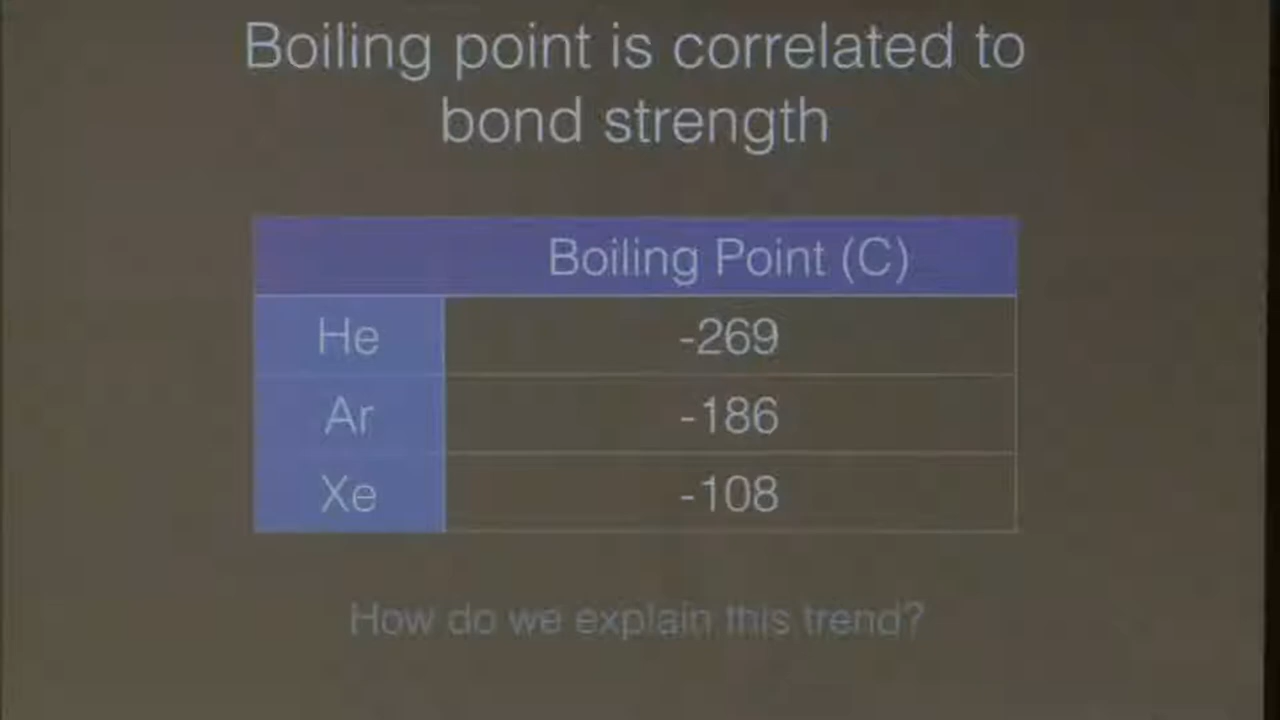 Boiling point is correlated to
bond strength
Boiling Point (C)
He -269
Ar -186
Xe -108
How do we explain this trend?